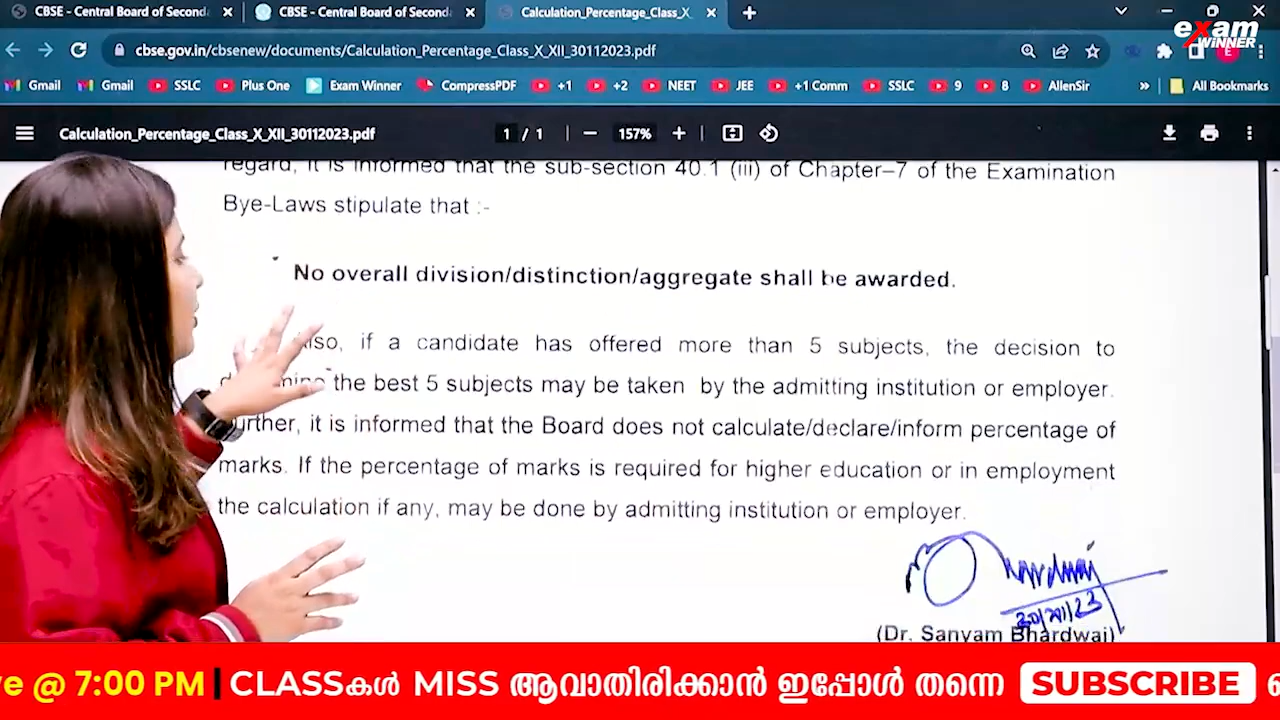 CBSE – Central Board of Second
CBSE – Central Board of Second
Calculation_Percentage_Class_X_
exam
WINNER
cbse.gov.in/cbsenew/documents/Calculation_Percentage_Class_X_XII_30112023.pdf
E
Gmail
Gmail
SSLC
Plus One
Exam Winner
CompressPDF
+1
+2
NEET
JEE
+1 Comm
SSLC
9
8
AllenSir
All Bookmarks
Calculation_Percentage_Class_X_XII_30112023.pdf
1 / 1
157%
regard, it is informed that the sub-section 40.1 (iii) of Chapter–7 of the Examination
Bye-Laws stipulate that :-
No overall division/distinction/aggregate shall be awarded.
so, if a candidate has offered more than 5 subjects, the decision to
the best 5 subjects may be taken by the admitting institution or employer.
Further, it is informed that the Board does not calculate/declare/inform percentage of
marks. If the percentage of marks is required for higher education or in employment
the calculation if any, may be done by admitting institution or employer.
(Dr. Sanyam Bhardwaj)
ve @ 7:00 PM | CLASSകൾ MISS ആവാതിരിക്കാൻ ഇപ്പോൾ തന്നെ SUBSCRIBE